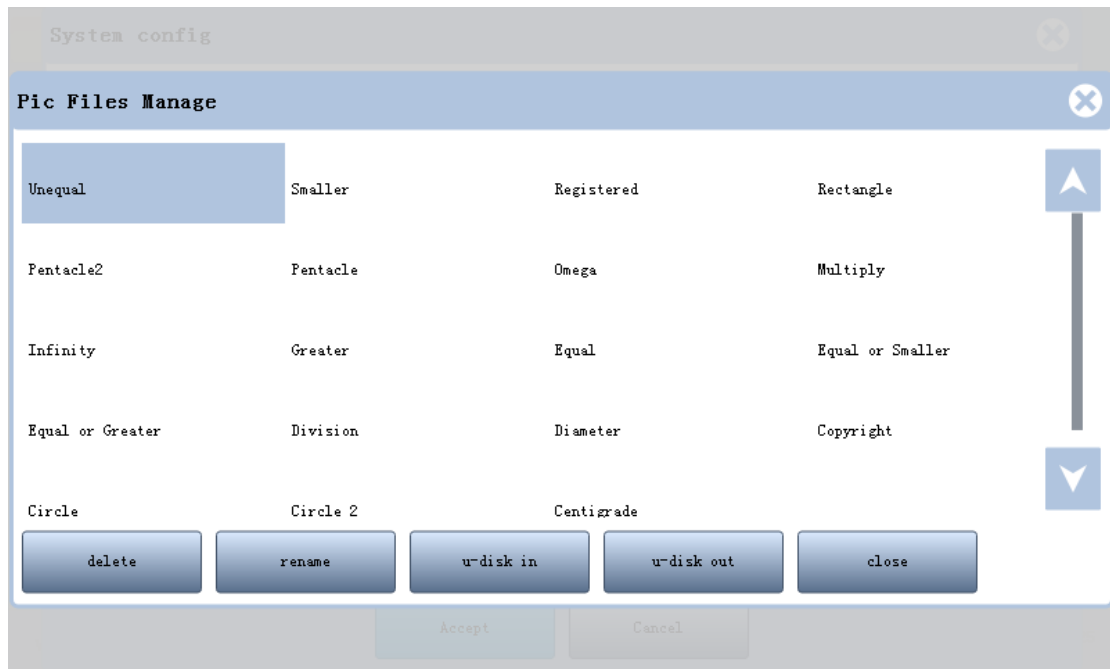 System config
Pic Files Manage
Unequal Smaller Registered Rectangle
Pentacle2 Pentacle Omega Multiply
Infinity Greater Equal Equal or Smaller
Equal or Greater Division Diameter Copyright
Circle Circle 2 Centigrade
delete rename u-disk in u-disk out close
Accept Cancel